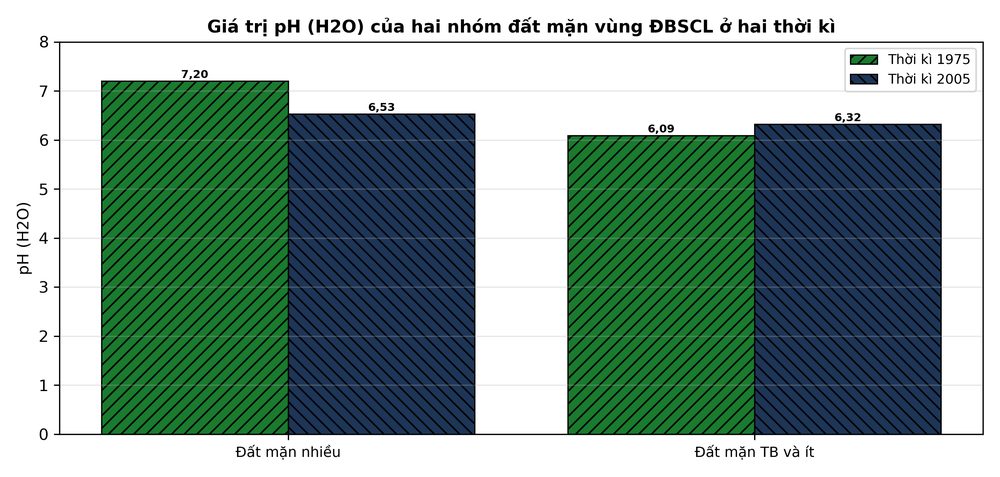 Giá trị pH (H2O) của hai nhóm đất mặn vùng ĐBSCL ở hai thời kì
Thời kì 1975
Thời kì 2005
pH (H2O)
8
7
6
5
4
3
2
1
0
7,20
6,53
6,09
6,32
Đất mặn nhiều
Đất mặn TB và ít